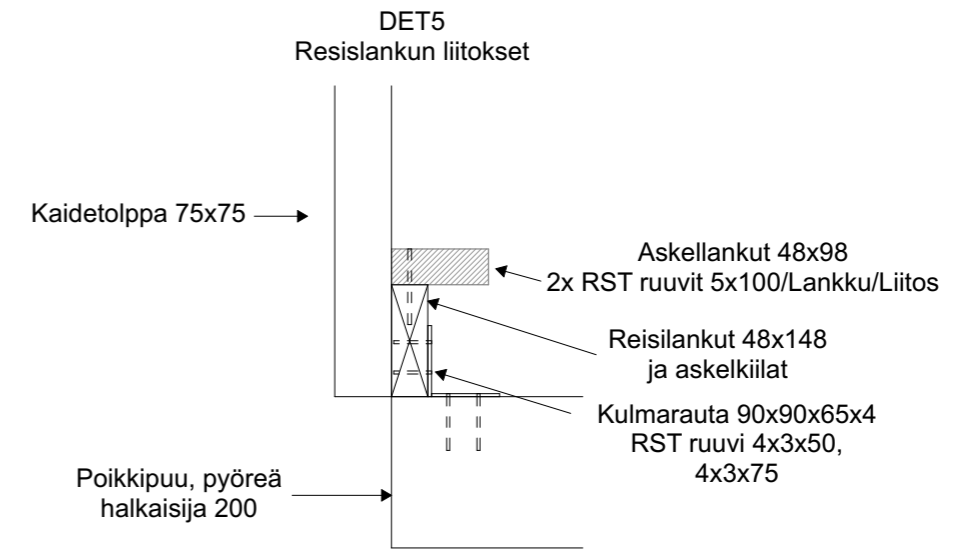 DET5
Resislankun liitokset
Kaidetolppa 75x75
Askellankut 48x98
2x RST ruuvit 5x100/Lankku/Liitos
Reisilankut 48x148
ja askelkiilat
Kulmarauta 90x90x65x4
RST ruuvi 4x3x50,
4x3x75
Poikkipuu, pyöreä
halkaisija 200